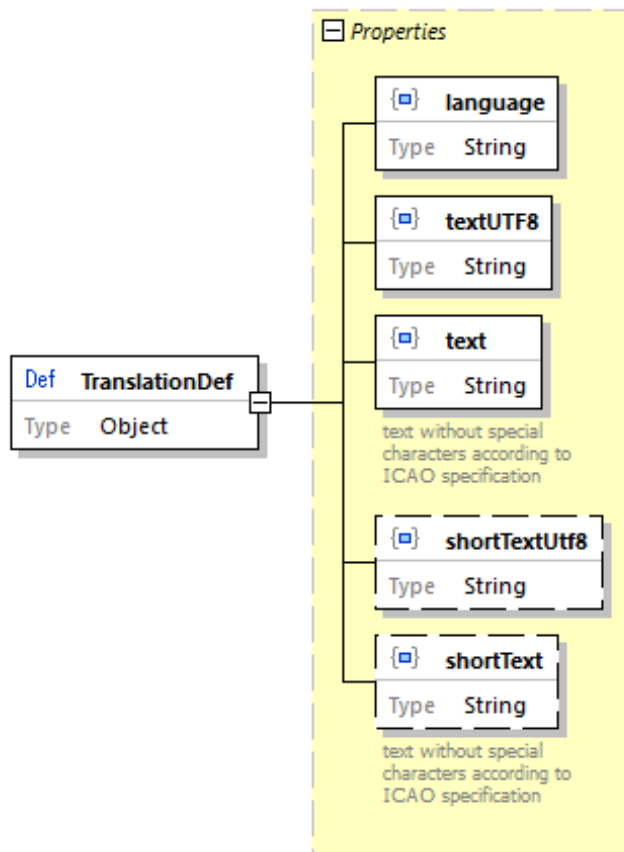 Properties
language
Type String
textUTF8
Type String
text
Type String
text without special
characters according to
ICAO specification
Def TranslationDef
Type Object
shortTextUtf8
Type String
shortText
Type String
text without special
characters according to
ICAO specification